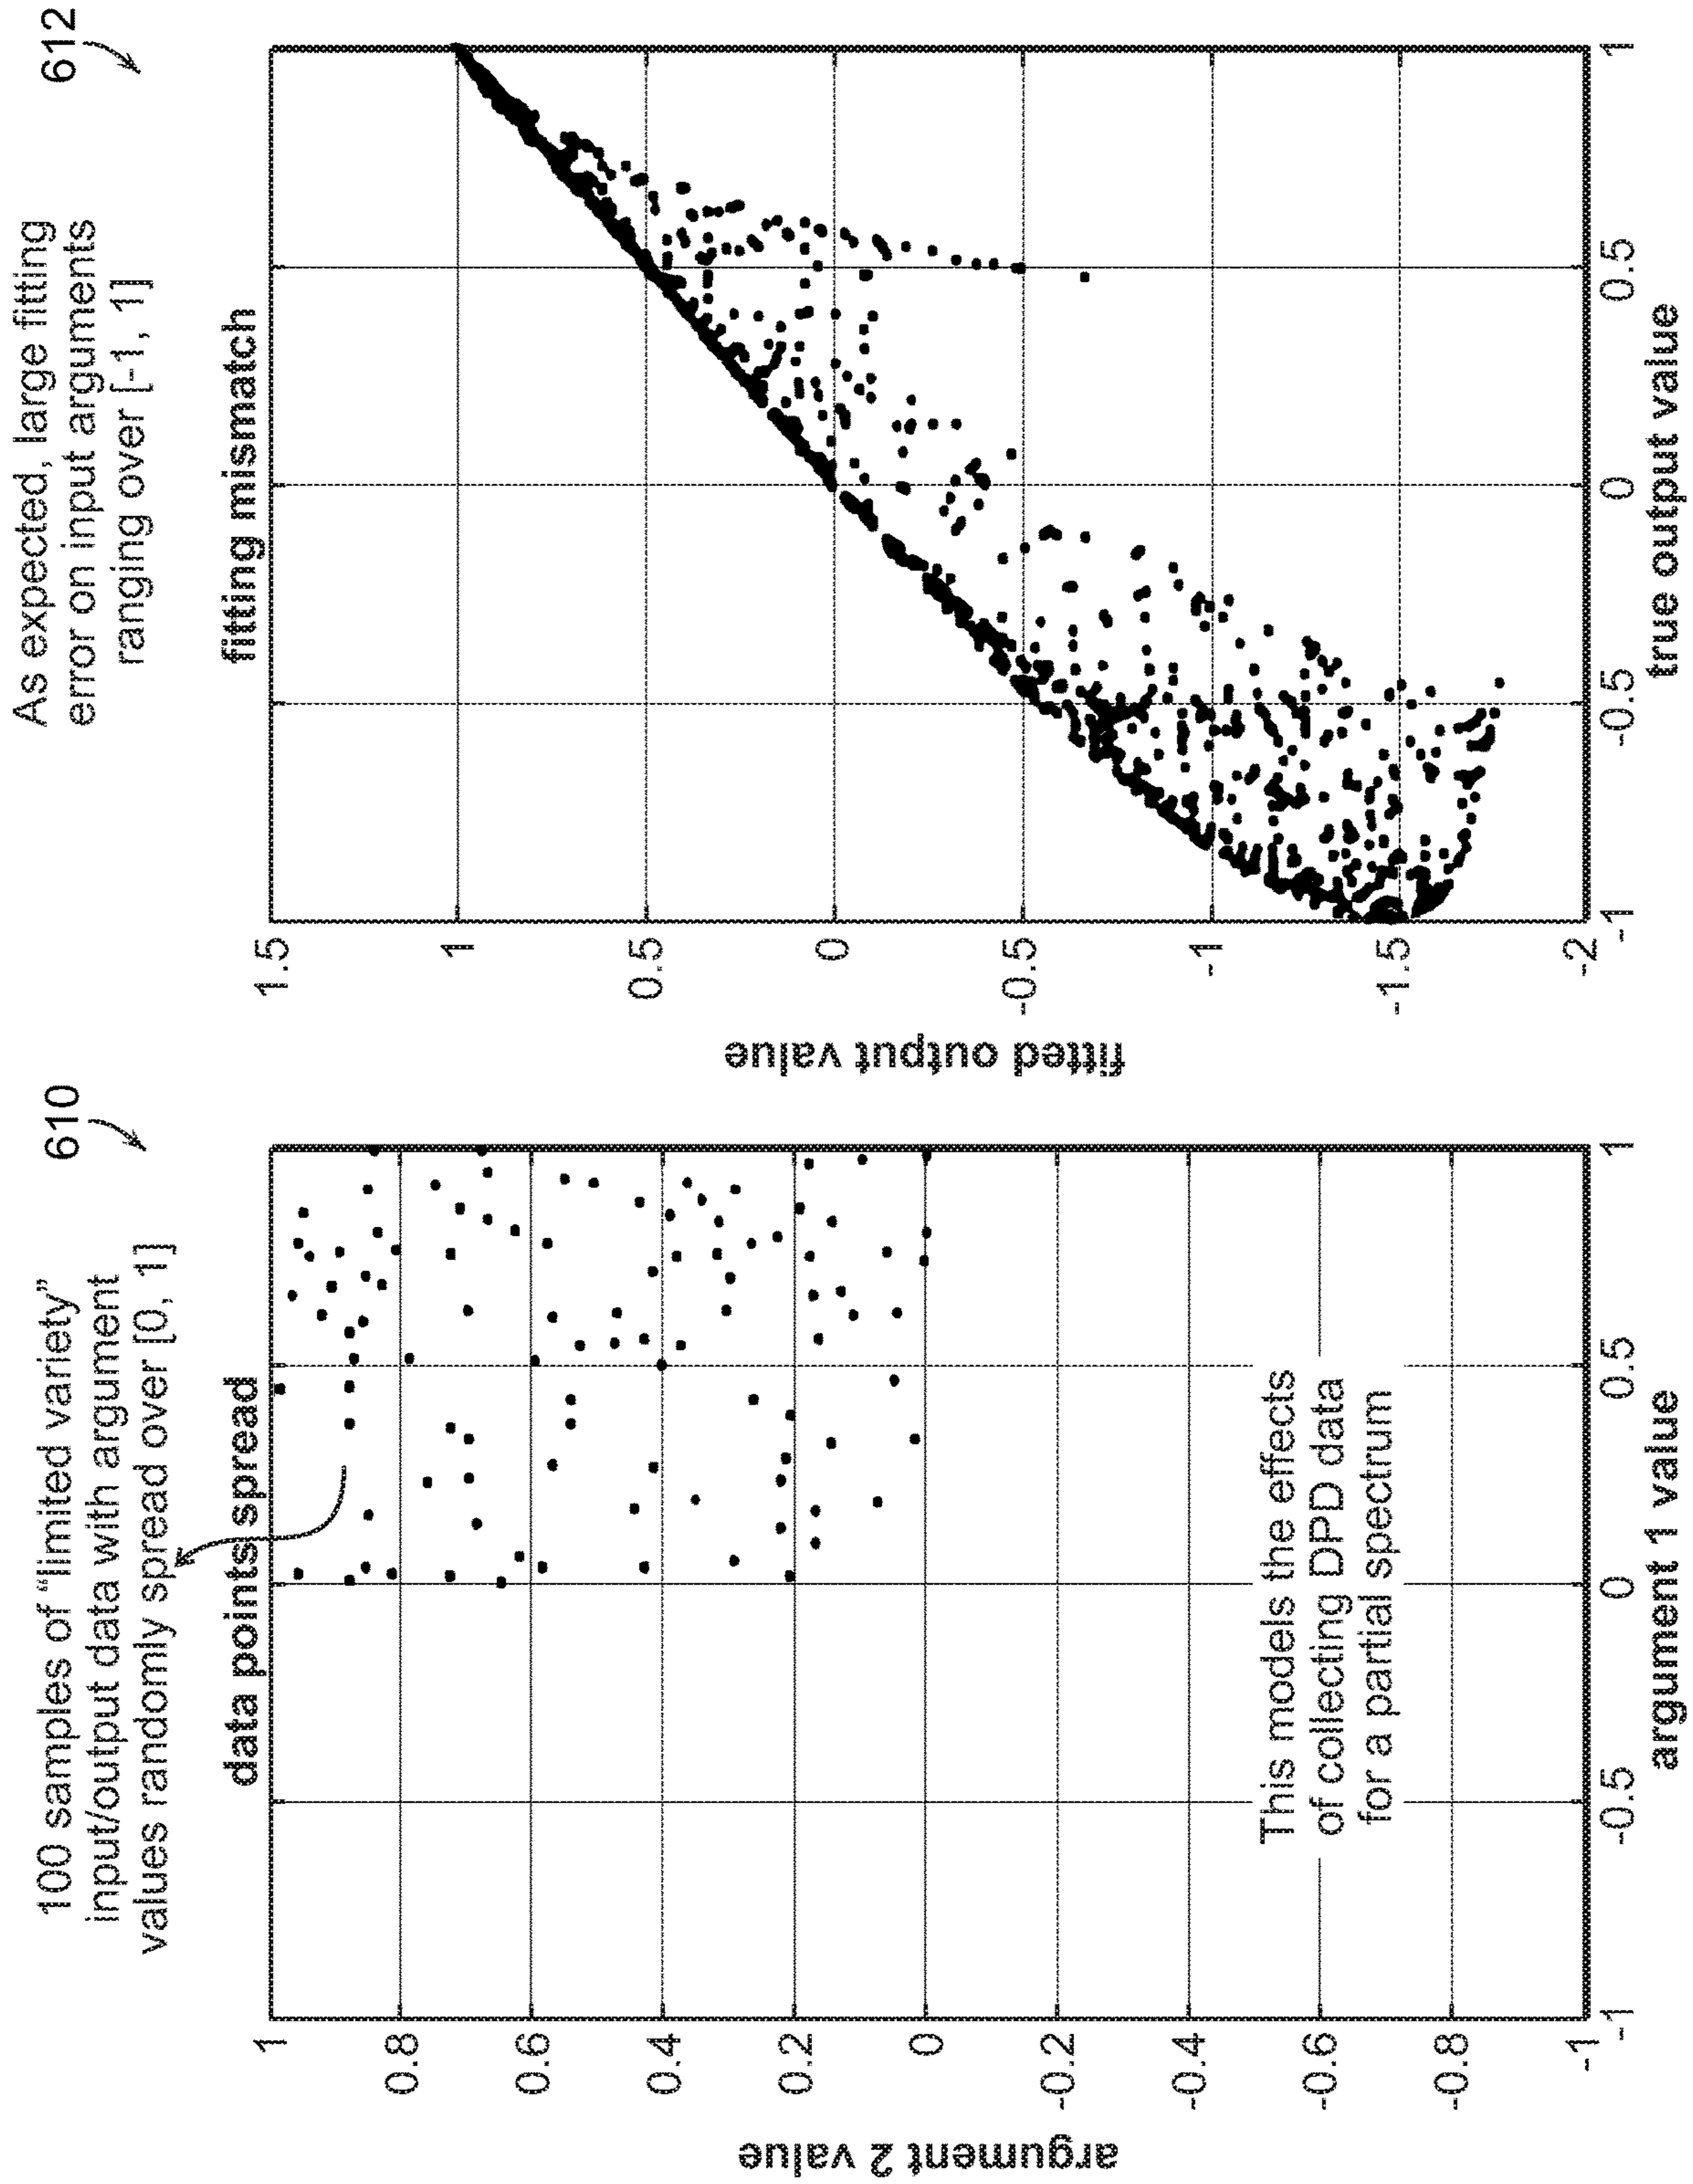 100 samples of “limited variety”
input/output data with argument
values randomly spread over [0, 1]
610
data points spread
1
0.8
0.6
0.4
0.2
0
-0.2
-0.4
-0.6
-0.8
-1
argument 2 value
This models the effects
of collecting DPD data
for a partial spectrum
-1
-0.5
0
0.5
1
argument 1 value
As expected, large fitting
error on input arguments
ranging over [-1, 1]
612
fitting mismatch
1.5
1
0.5
0
-0.5
-1
-1.5
-2
fitted output value
-1
-0.5
0
0.5
1
true output value